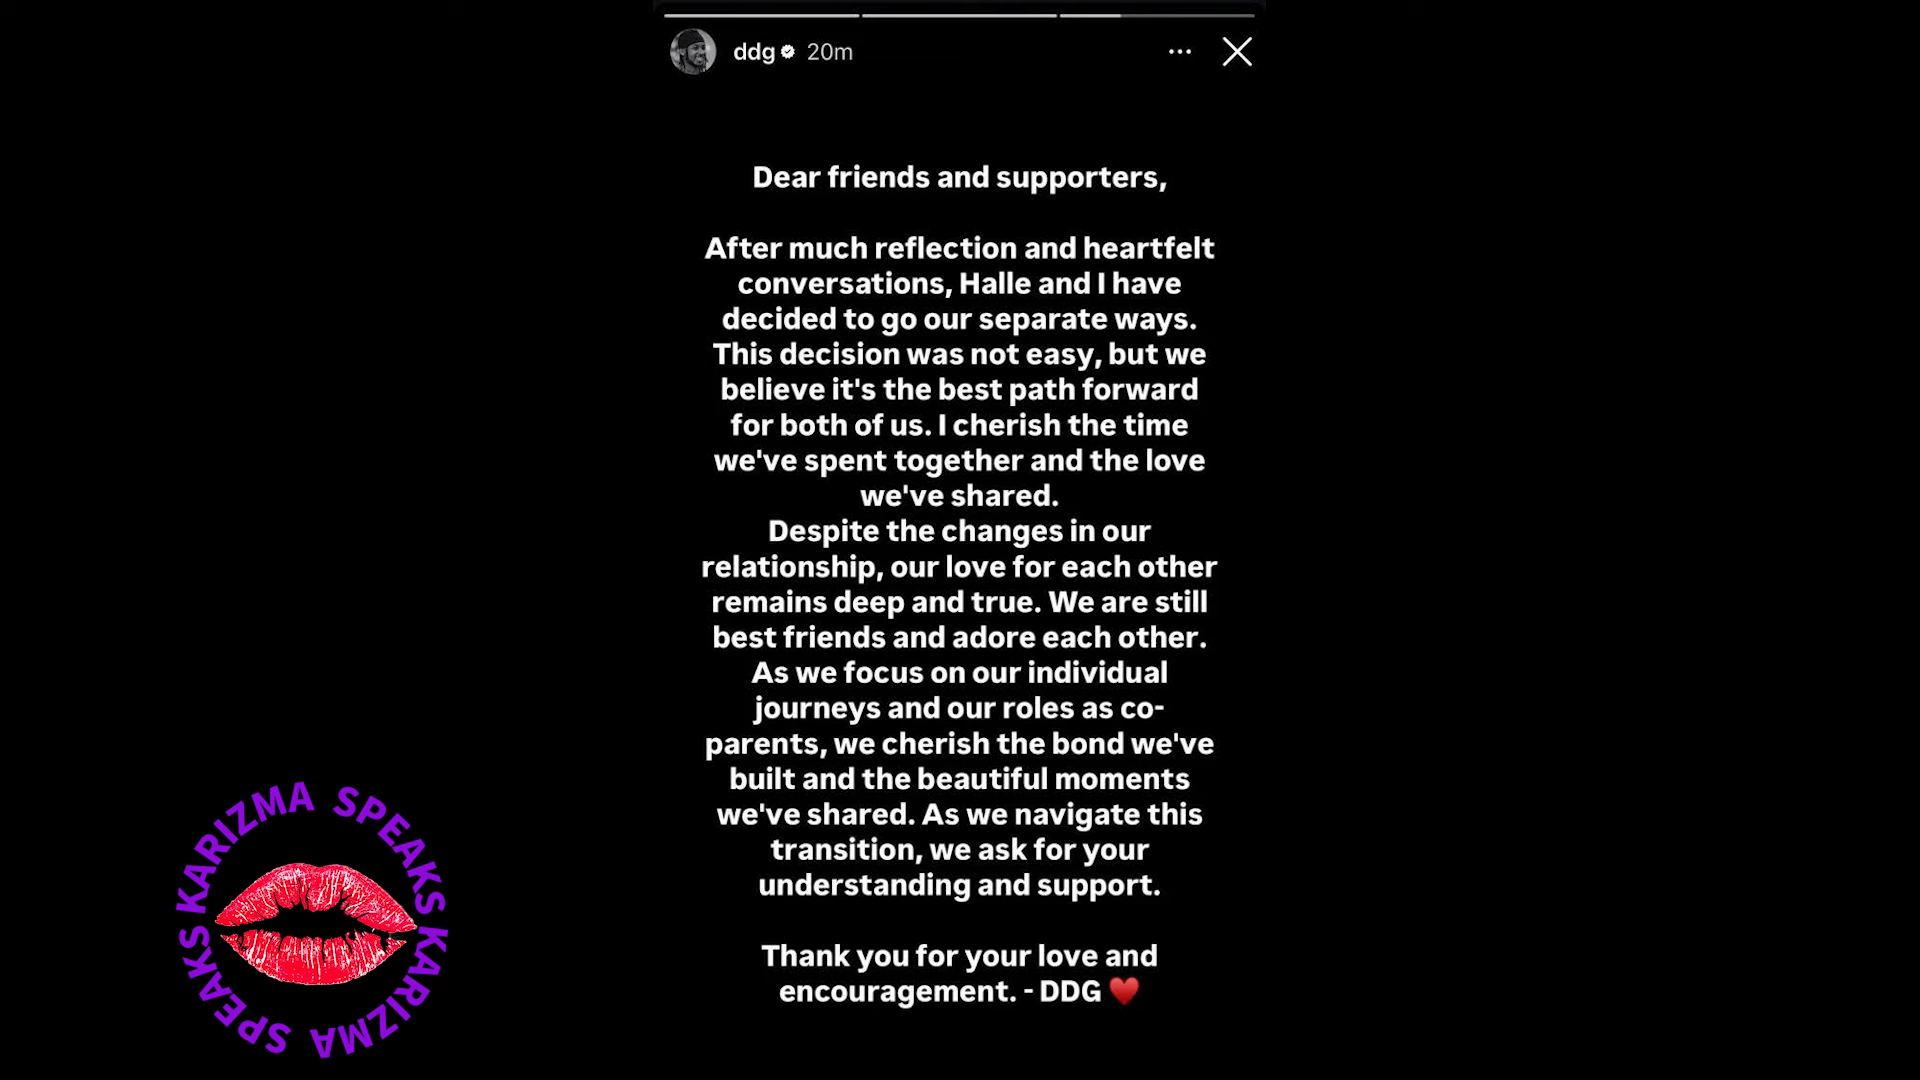 ddg 20m
Dear friends and supporters,
After much reflection and heartfelt
conversations, Halle and I have
decided to go our separate ways.
This decision was not easy, but we
believe it's the best path forward
for both of us. I cherish the time
we've spent together and the love
we've shared.
Despite the changes in our
relationship, our love for each other
remains deep and true. We are still
best friends and adore each other.
As we focus on our individual
journeys and our roles as co-
parents, we cherish the bond we've
built and the beautiful moments
we've shared. As we navigate this
transition, we ask for your
understanding and support.
Thank you for your love and
encouragement. - DDG ❤️
KARIZMA SPEAKS KARIZMA SPEAKS